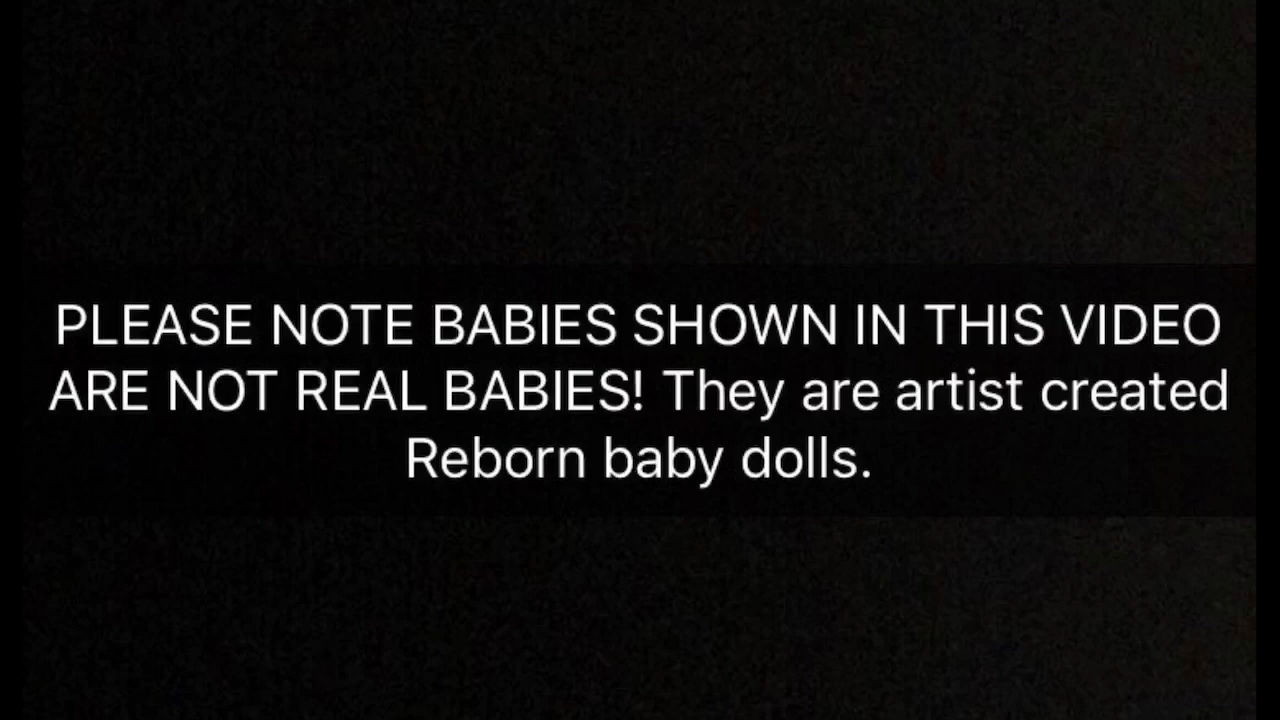 PLEASE NOTE BABIES SHOWN IN THIS VIDEO
ARE NOT REAL BABIES! They are artist created
Reborn baby dolls.